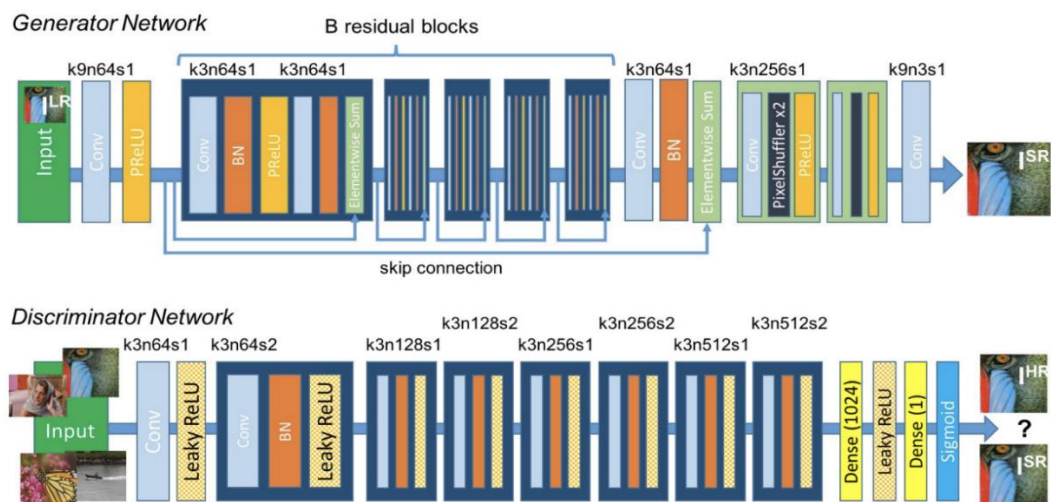 Generator Network
B residual blocks
k9n64s1
k3n64s1
k3n64s1
k3n64s1
k3n256s1
k9n3s1
I LR
Input
Conv
PReLU
Conv
BN
PReLU
Elementwise Sum
Conv
BN
Elementwise Sum
Conv
PixelShuffler x2
PReLU
Conv
I SR
skip connection
Discriminator Network
k3n128s2
k3n256s2
k3n512s2
k3n64s1
k3n64s2
k3n128s1
k3n256s1
k3n512s1
Input
Conv
Leaky ReLU
Conv
BN
Leaky ReLU
Dense (1024)
Leaky ReLU
Dense (1)
Sigmoid
I HR
?
I SR